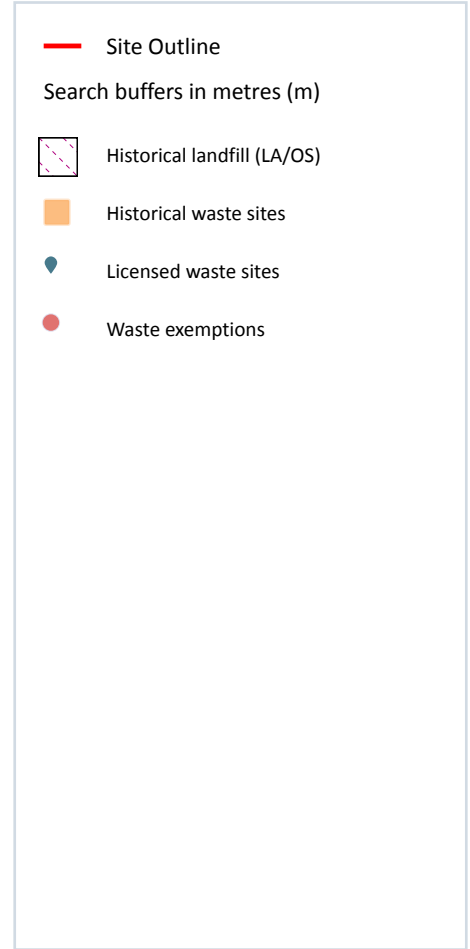 Site Outline
Search buffers in metres (m)
Historical landfill (LA/OS)
Historical waste sites
Licensed waste sites
Waste exemptions